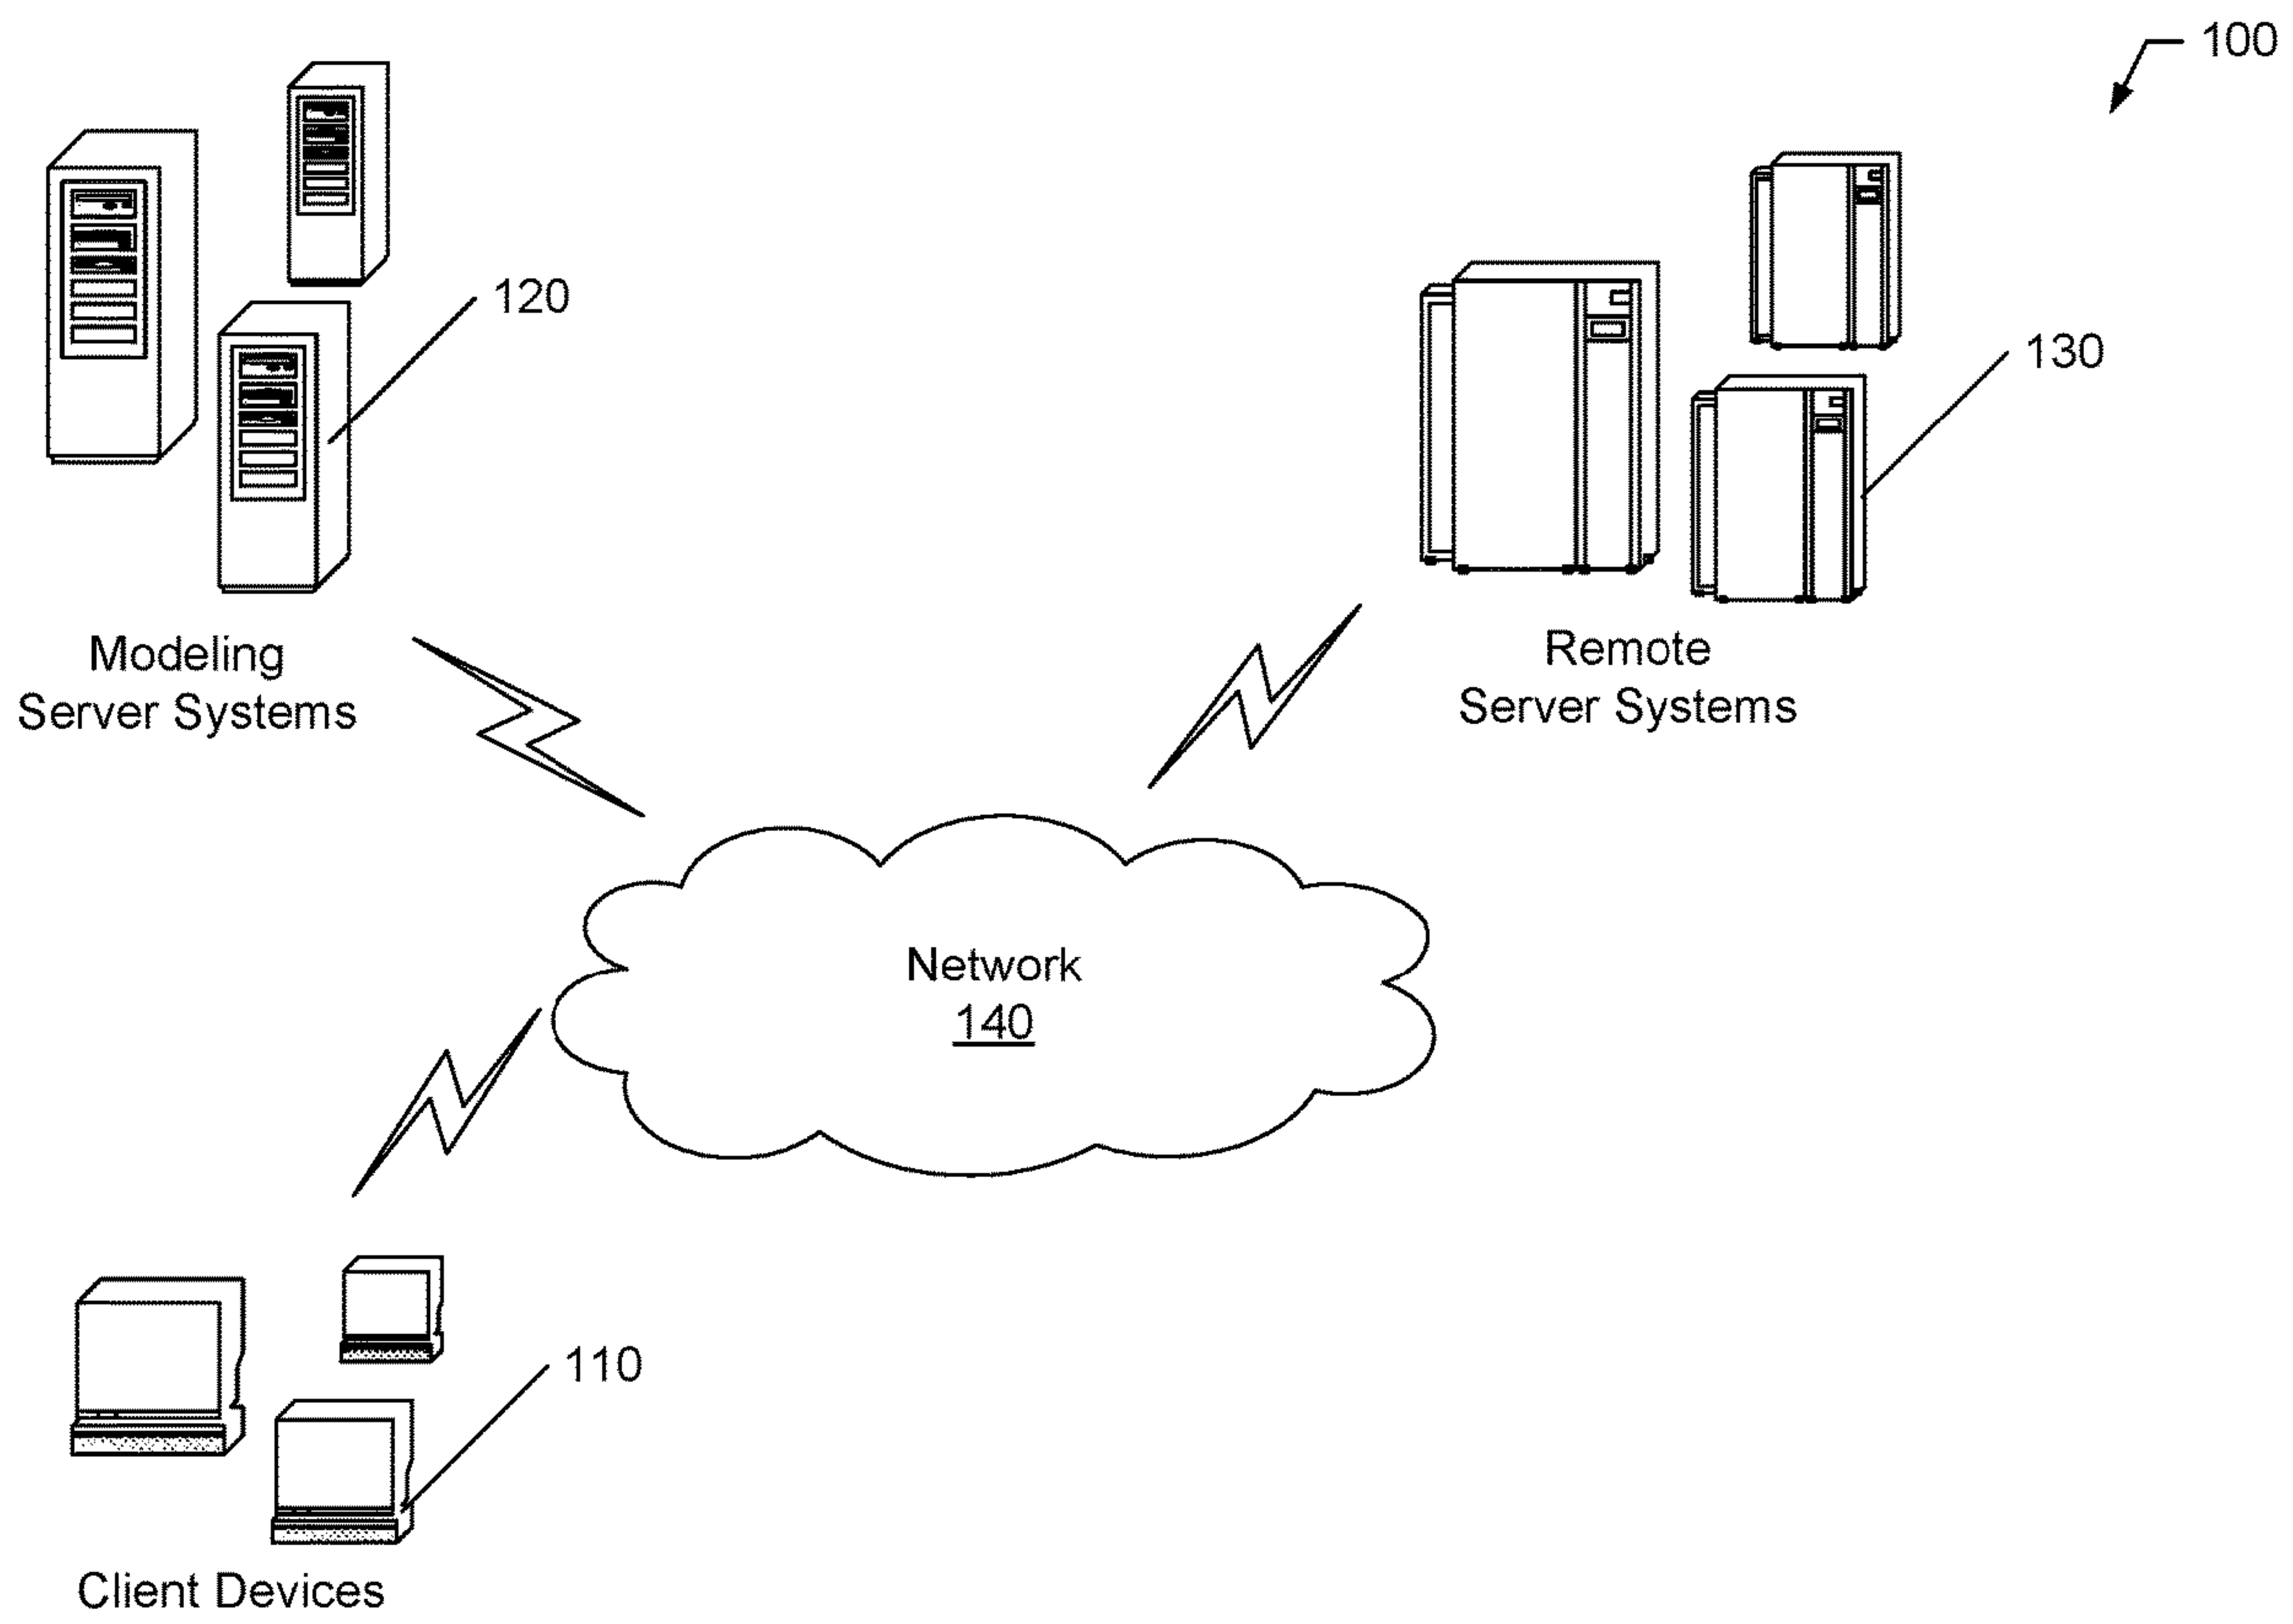 100
120
130
Modeling
Server Systems
Remote
Server Systems
Network
140
110
Client Devices